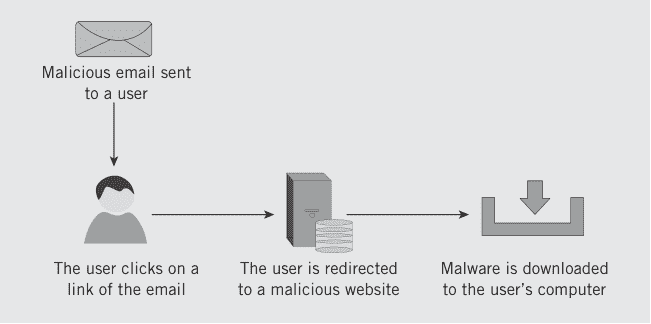 Malicious email sent
to a user
The user clicks on a
link of the email
The user is redirected
to a malicious website
Malware is downloaded
to the user’s computer